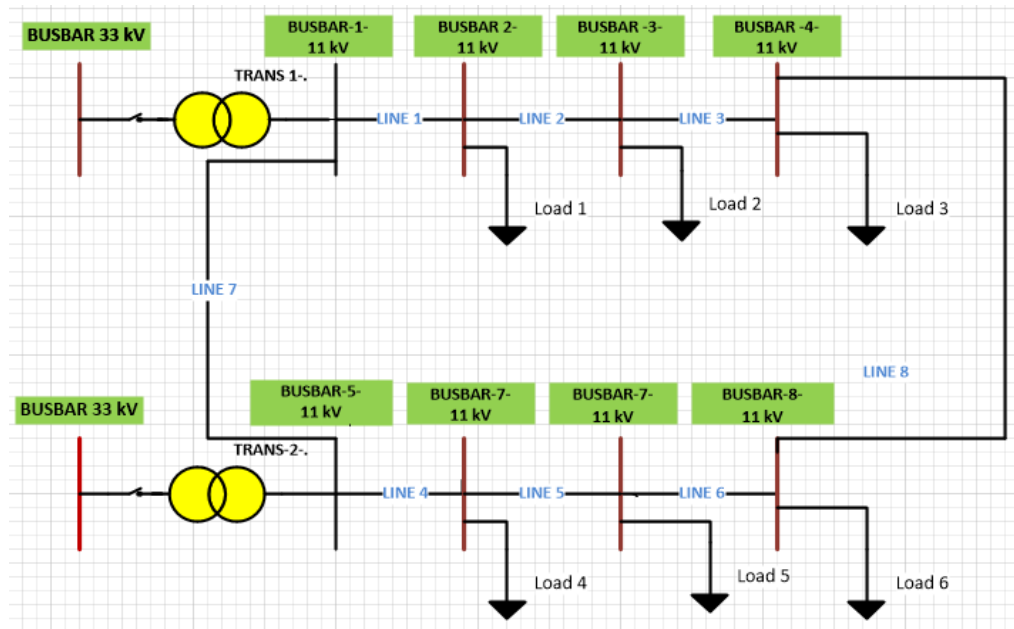 BUSBAR 33 kV
BUSBAR-1-
11 kV
BUSBAR 2-
11 kV
BUSBAR -3-
11 kV
BUSBAR -4-
11 kV
TRANS 1-.
LINE 1
LINE 2
LINE 3
Load 1
Load 2
Load 3
LINE 7
LINE 8
BUSBAR 33 kV
BUSBAR-5-
11 kV
BUSBAR-7-
11 kV
BUSBAR-7-
11 kV
BUSBAR-8-
11 kV
TRANS-2-.
LINE 4
LINE 5
LINE 6
Load 4
Load 5
Load 6